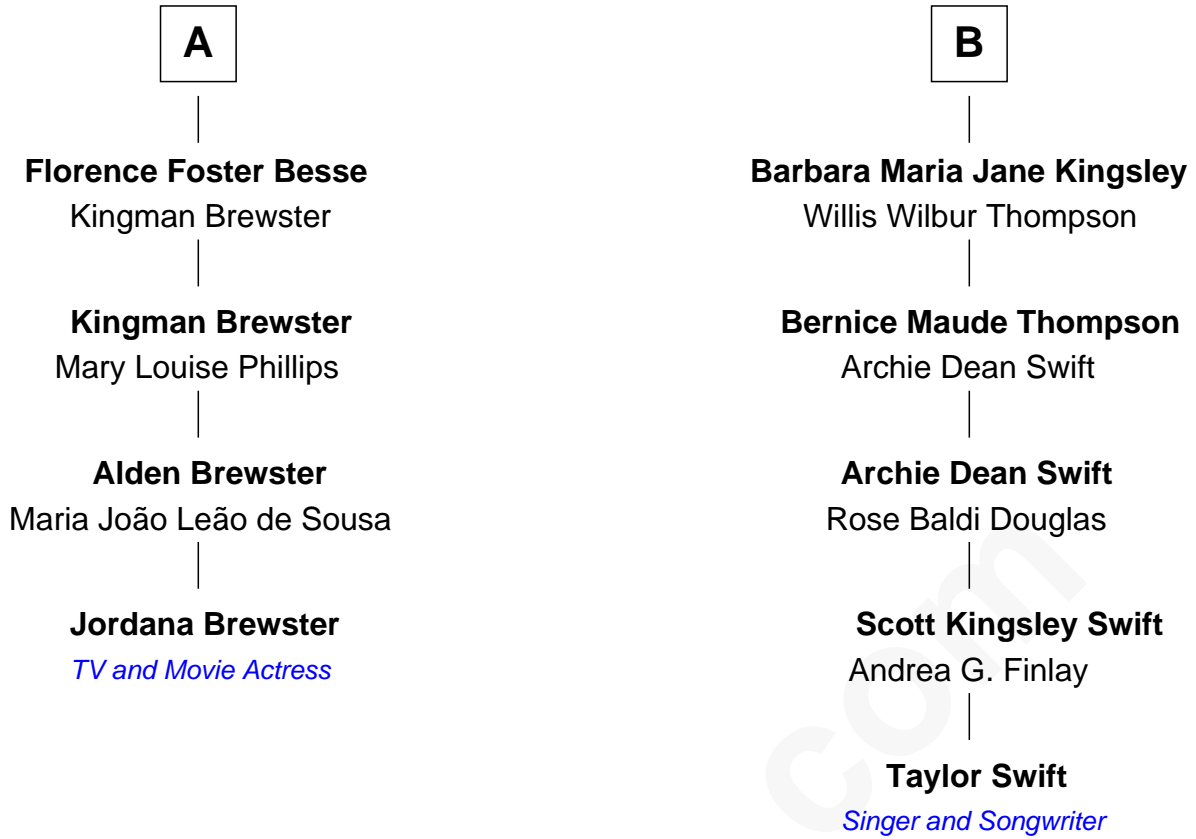 A
Florence Foster Besse
Kingman Brewster
Kingman Brewster
Mary Louise Phillips
Alden Brewster
Maria João Leão de Sousa
Jordana Brewster
TV and Movie Actress
B
Barbara Maria Jane Kingsley
Willis Wilbur Thompson
Bernice Maude Thompson
Archie Dean Swift
Archie Dean Swift
Rose Baldi Douglas
Scott Kingsley Swift
Andrea G. Finlay
Taylor Swift
Singer and Songwriter
com